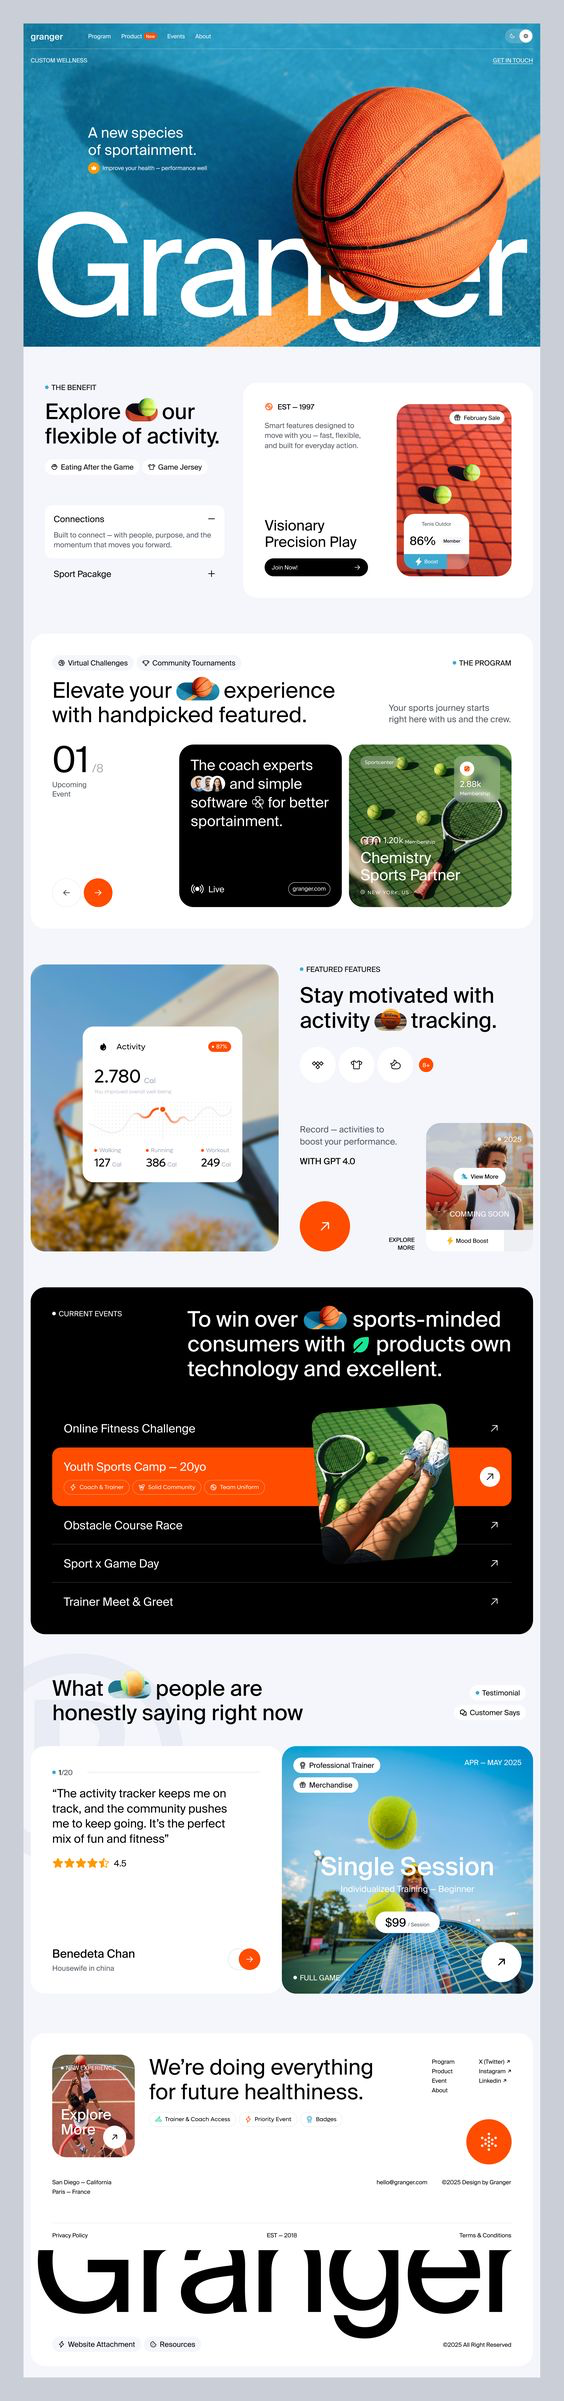 granger
Program Product New Events About
CUSTOM WELLNESS
GET IN TOUCH
A new species
of sportainment.
Improve your health — performance well
Granger
THE BENEFIT
Explore our
flexible of activity.
Eating After the Game
Game Jersey
Connections
Built to connect — with people, purpose, and the
momentum that moves you forward.
Sport Pacakge
EST — 1997
Smart features designed to
move with you — fast, flexible,
and built for everyday action.
Visionary
Precision Play
Join Now!
February Sale
Tenis Outdor
86% Member
Boost
Virtual Challenges
Community Tournaments
THE PROGRAM
Elevate your experience
with handpicked featured.
Your sports journey starts
right here with us and the crew.
01 /8
Upcoming
Event
The coach experts
and simple
software for better
sportainment.
Live
granger.com
Sportcenter
2.88k
Membership
1.20k Membership
Chemistry
Sports Partner
NEW YORK, US
Activity
87%
2.780 Cal
Walking Running Workout
127 Cal 386 Cal 249 Cal
FEATURED FEATURES
Stay motivated with
activity tracking.
8+
Record — activities to
boost your performance.
WITH GPT 4.0
EXPLORE
MORE
2025
View More
COMMING SOON
Mood Boost
CURRENT EVENTS
To win over sports-minded
consumers with products own
technology and excellent.
Online Fitness Challenge
Youth Sports Camp — 20yo
Coach & Trainer
Solid Community
Team Uniform
Obstacle Course Race
Sport x Game Day
Trainer Meet & Greet
What people are
honestly saying right now
Testimonial
Customer Says
1/20
“The activity tracker keeps me on
track, and the community pushes
me to keep going. It’s the perfect
mix of fun and fitness”
4.5
Benedeta Chan
Housewife in china
Professional Trainer
Merchandise
APR — MAY 2025
Single Session
Individualized Training — Beginner
$99 / Session
FULL GAME
NEW EXPERIENCE
Explore
More
We’re doing everything
for future healthiness.
Trainer & Coach Access
Priority Event
Badges
Program
Product
Event
About
X (Twitter)
Instagram
Linkedin
San Diego — California
Paris — France
hello@granger.com
©2025 Design by Granger
Privacy Policy
EST — 2018
Terms & Conditions
Granger
Website Attachment
Resources
©2025 All Right Reserved